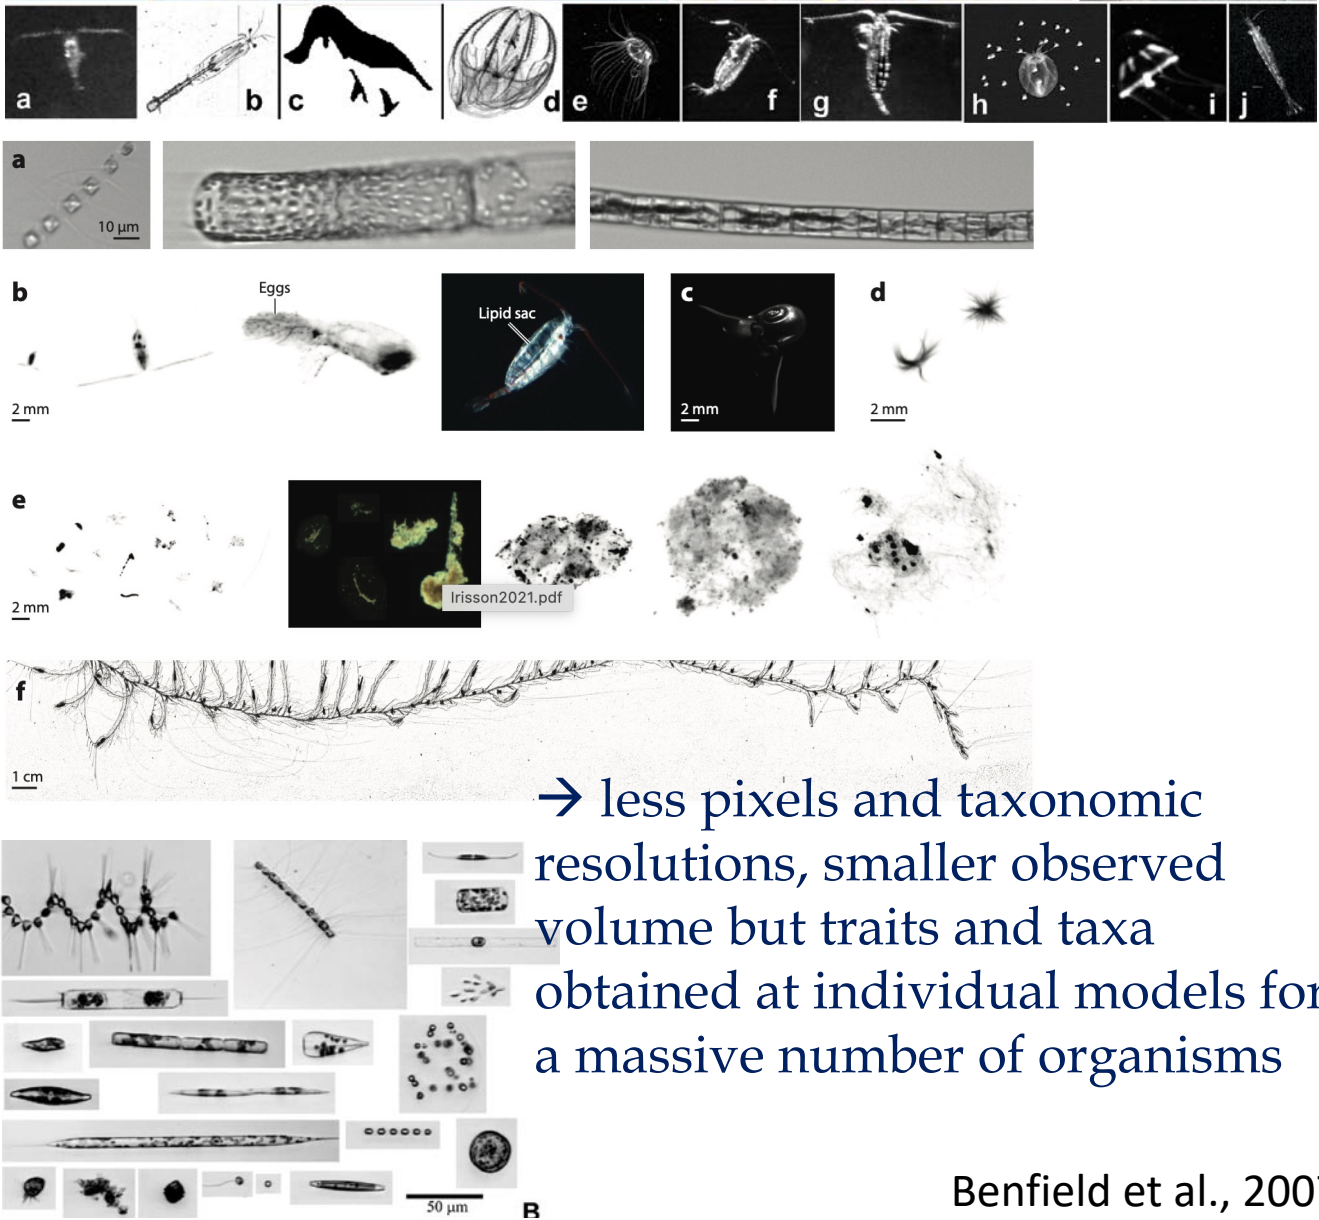 a b c d e f g h i j
a
10 µm
b
Eggs
Lipid sac
c
d
2 mm
2 mm
2 mm
e
2 mm
Irisson2021.pdf
f
1 cm
→ less pixels and taxonomic
resolutions, smaller observed
volume but traits and taxa
obtained at individual models for
a massive number of organisms
50 µm
B
Benfield et al., 200